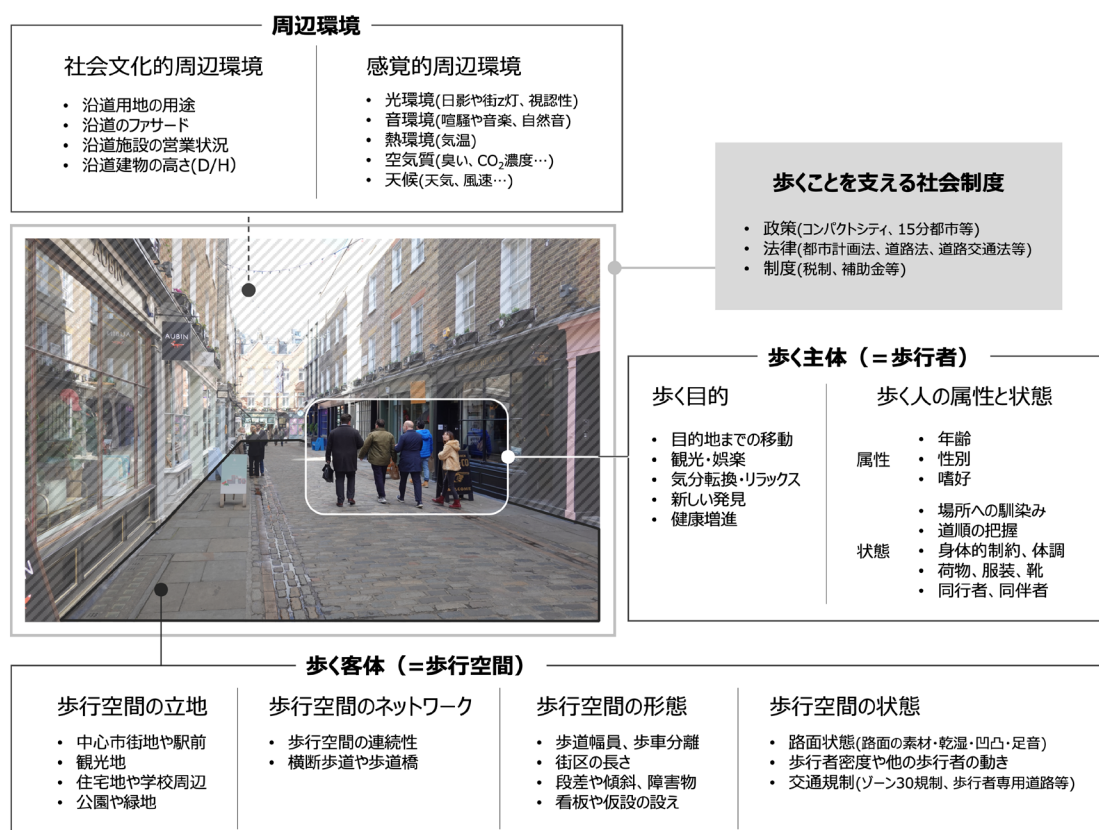 周辺環境
社会文化的周辺環境
• 沿道用地の用途
• 沿道のファサード
• 沿道施設の営業状況
• 沿道建物の高さ(D/H)
感覚的周辺環境
• 光環境(日影や街z灯、視認性)
• 音環境(喧騒や音楽、自然音)
• 熱環境(気温)
• 空気質(臭い、CO₂濃度…)
• 天候(天気、風速…)
歩くことを支える社会制度
• 政策(コンパクトシティ、15分都市等)
• 法律(都市計画法、道路法、道路交通法等)
• 制度(税制、補助金等)
AUBIN
歩く主体（=歩行者）
歩く目的
• 目的地までの移動
• 観光・娯楽
• 気分転換・リラックス
• 新しい発見
• 健康増進
歩く人の属性と状態
属性
• 年齢
• 性別
• 嗜好
状態
• 場所への馴染み
• 道順の把握
• 身体的制約、体調
• 荷物、服装、靴
• 同行者、同伴者
歩く客体（=歩行空間）
歩行空間の立地
• 中心市街地や駅前
• 観光地
• 住宅地や学校周辺
• 公園や緑地
歩行空間のネットワーク
• 歩行空間の連続性
• 横断歩道や歩道橋
歩行空間の形態
• 歩道幅員、歩車分離
• 街区の長さ
• 段差や傾斜、障害物
• 看板や仮設の設え
歩行空間の状態
• 路面状態(路面の素材・乾湿・凹凸・足音)
• 歩行者密度や他の歩行者の動き
• 交通規制(ゾーン30規制、歩行者専用道路等)